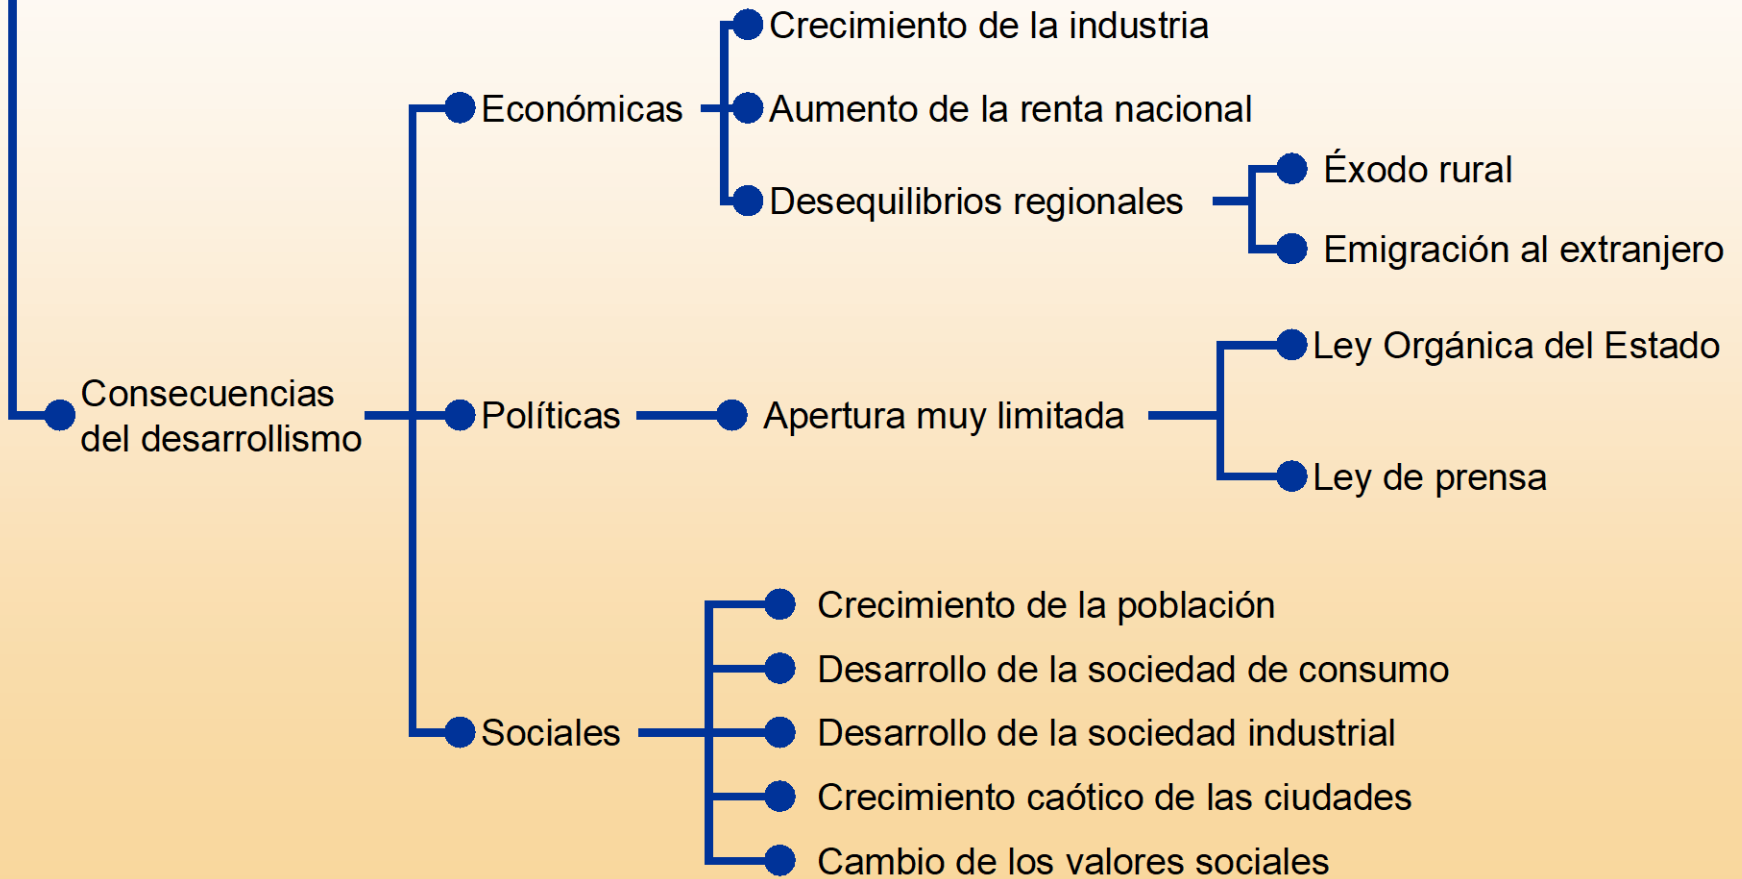 Crecimiento de la industria
Económicas
Aumento de la renta nacional
Desequilibrios regionales
Éxodo rural
Emigración al extranjero
Consecuencias
del desarrollismo
Políticas
Apertura muy limitada
Ley Orgánica del Estado
Ley de prensa
Sociales
Crecimiento de la población
Desarrollo de la sociedad de consumo
Desarrollo de la sociedad industrial
Crecimiento caótico de las ciudades
Cambio de los valores sociales